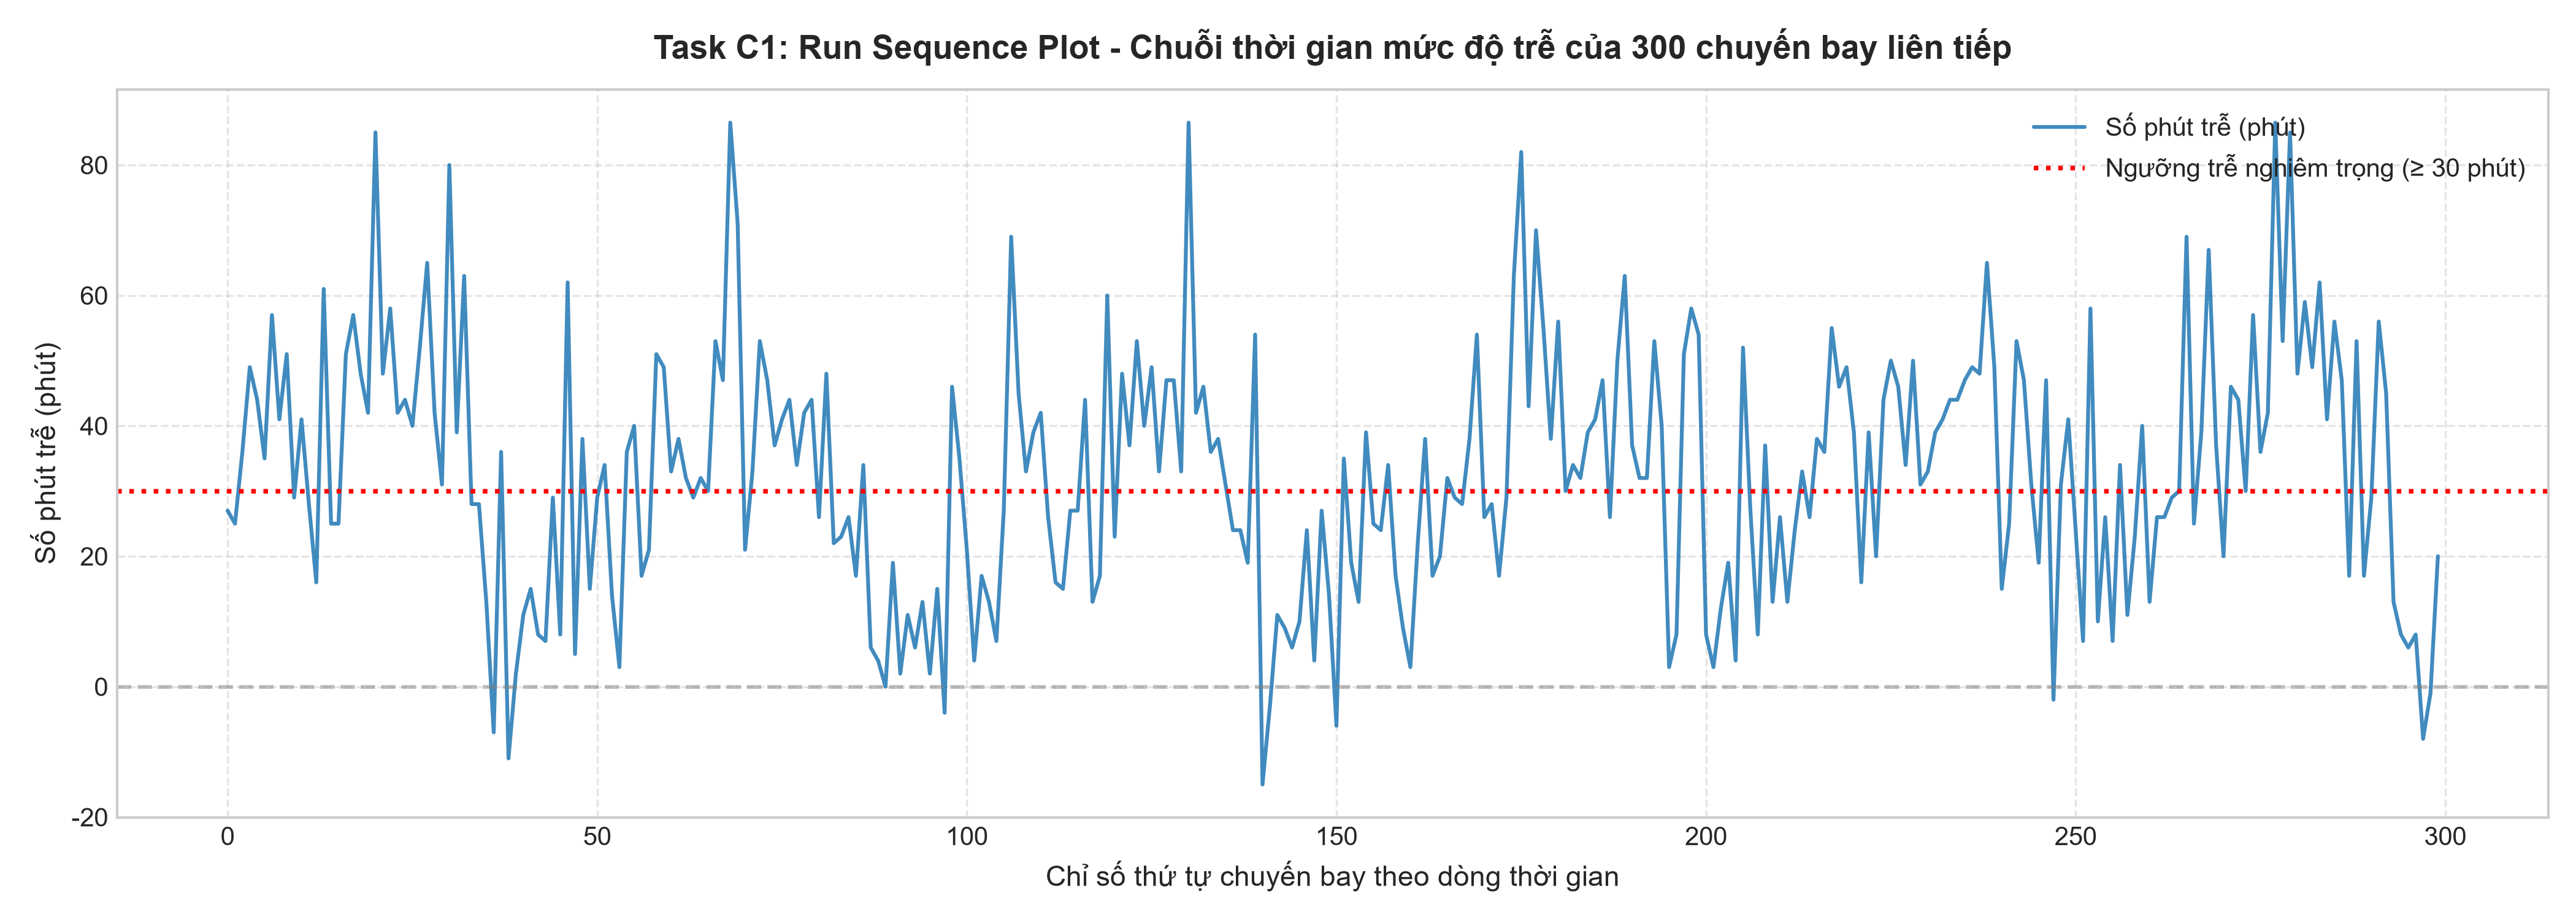 Task C1: Run Sequence Plot - Chuỗi thời gian mức độ trễ của 300 chuyến bay liên tiếp
Số phút trễ (phút)
Ngưỡng trễ nghiêm trọng (≥ 30 phút)
80
60
40
20
0
-20
Số phút trễ (phút)
0 50 100 150 200 250 300
Chỉ số thứ tự chuyến bay theo dòng thời gian